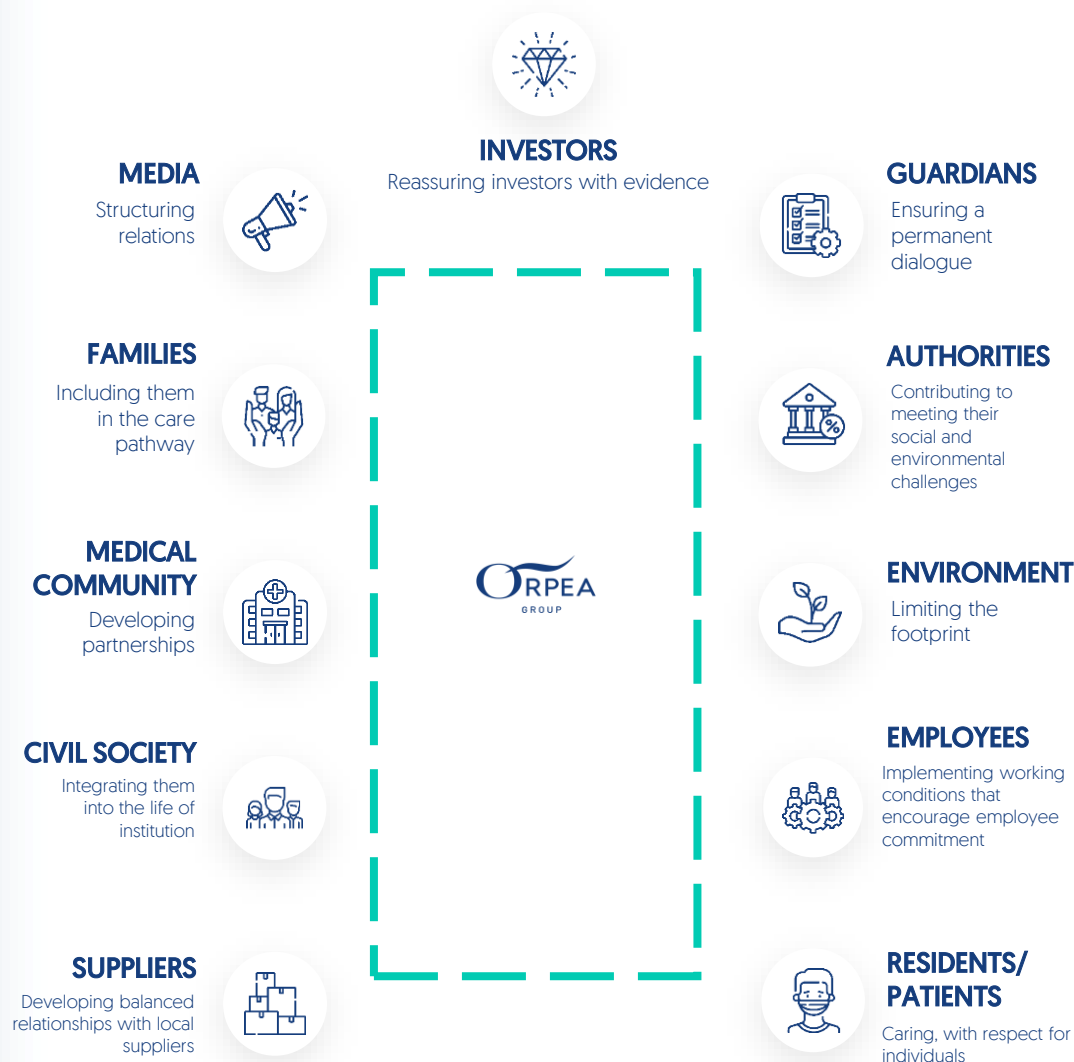 INVESTORS
Reassuring investors with evidence
MEDIA
Structuring
relations
FAMILIES
Including them
in the care
pathway
MEDICAL
COMMUNITY
Developing
partnerships
CIVIL SOCIETY
Integrating them
into the life of
institution
SUPPLIERS
Developing balanced
relationships with local
suppliers
ORPEA
GROUP
GUARDIANS
Ensuring a
permanent
dialogue
AUTHORITIES
Contributing to
meeting their
social and
environmental
challenges
%
ENVIRONMENT
Limiting the
footprint
EMPLOYEES
Implementing working
conditions that
encourage employee
commitment
RESIDENTS/
PATIENTS
Caring, with respect for
individuals